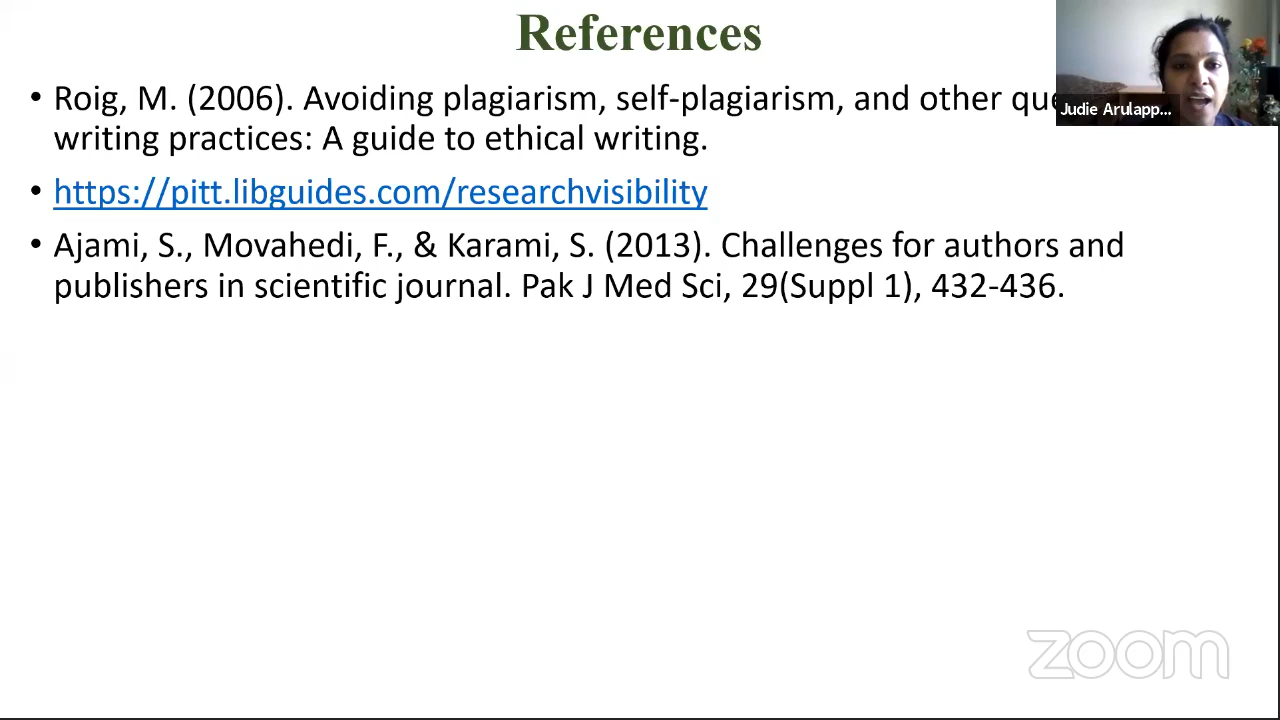 References
• Roig, M. (2006). Avoiding plagiarism, self-plagiarism, and other
writing practices: A guide to ethical writing.
• https://pitt.libguides.com/researchvisibility
• Ajami, S., Movahedi, F., & Karami, S. (2013). Challenges for authors and
publishers in scientific journal. Pak J Med Sci, 29(Suppl 1), 432-436.
Judie Arulapp...
zoom